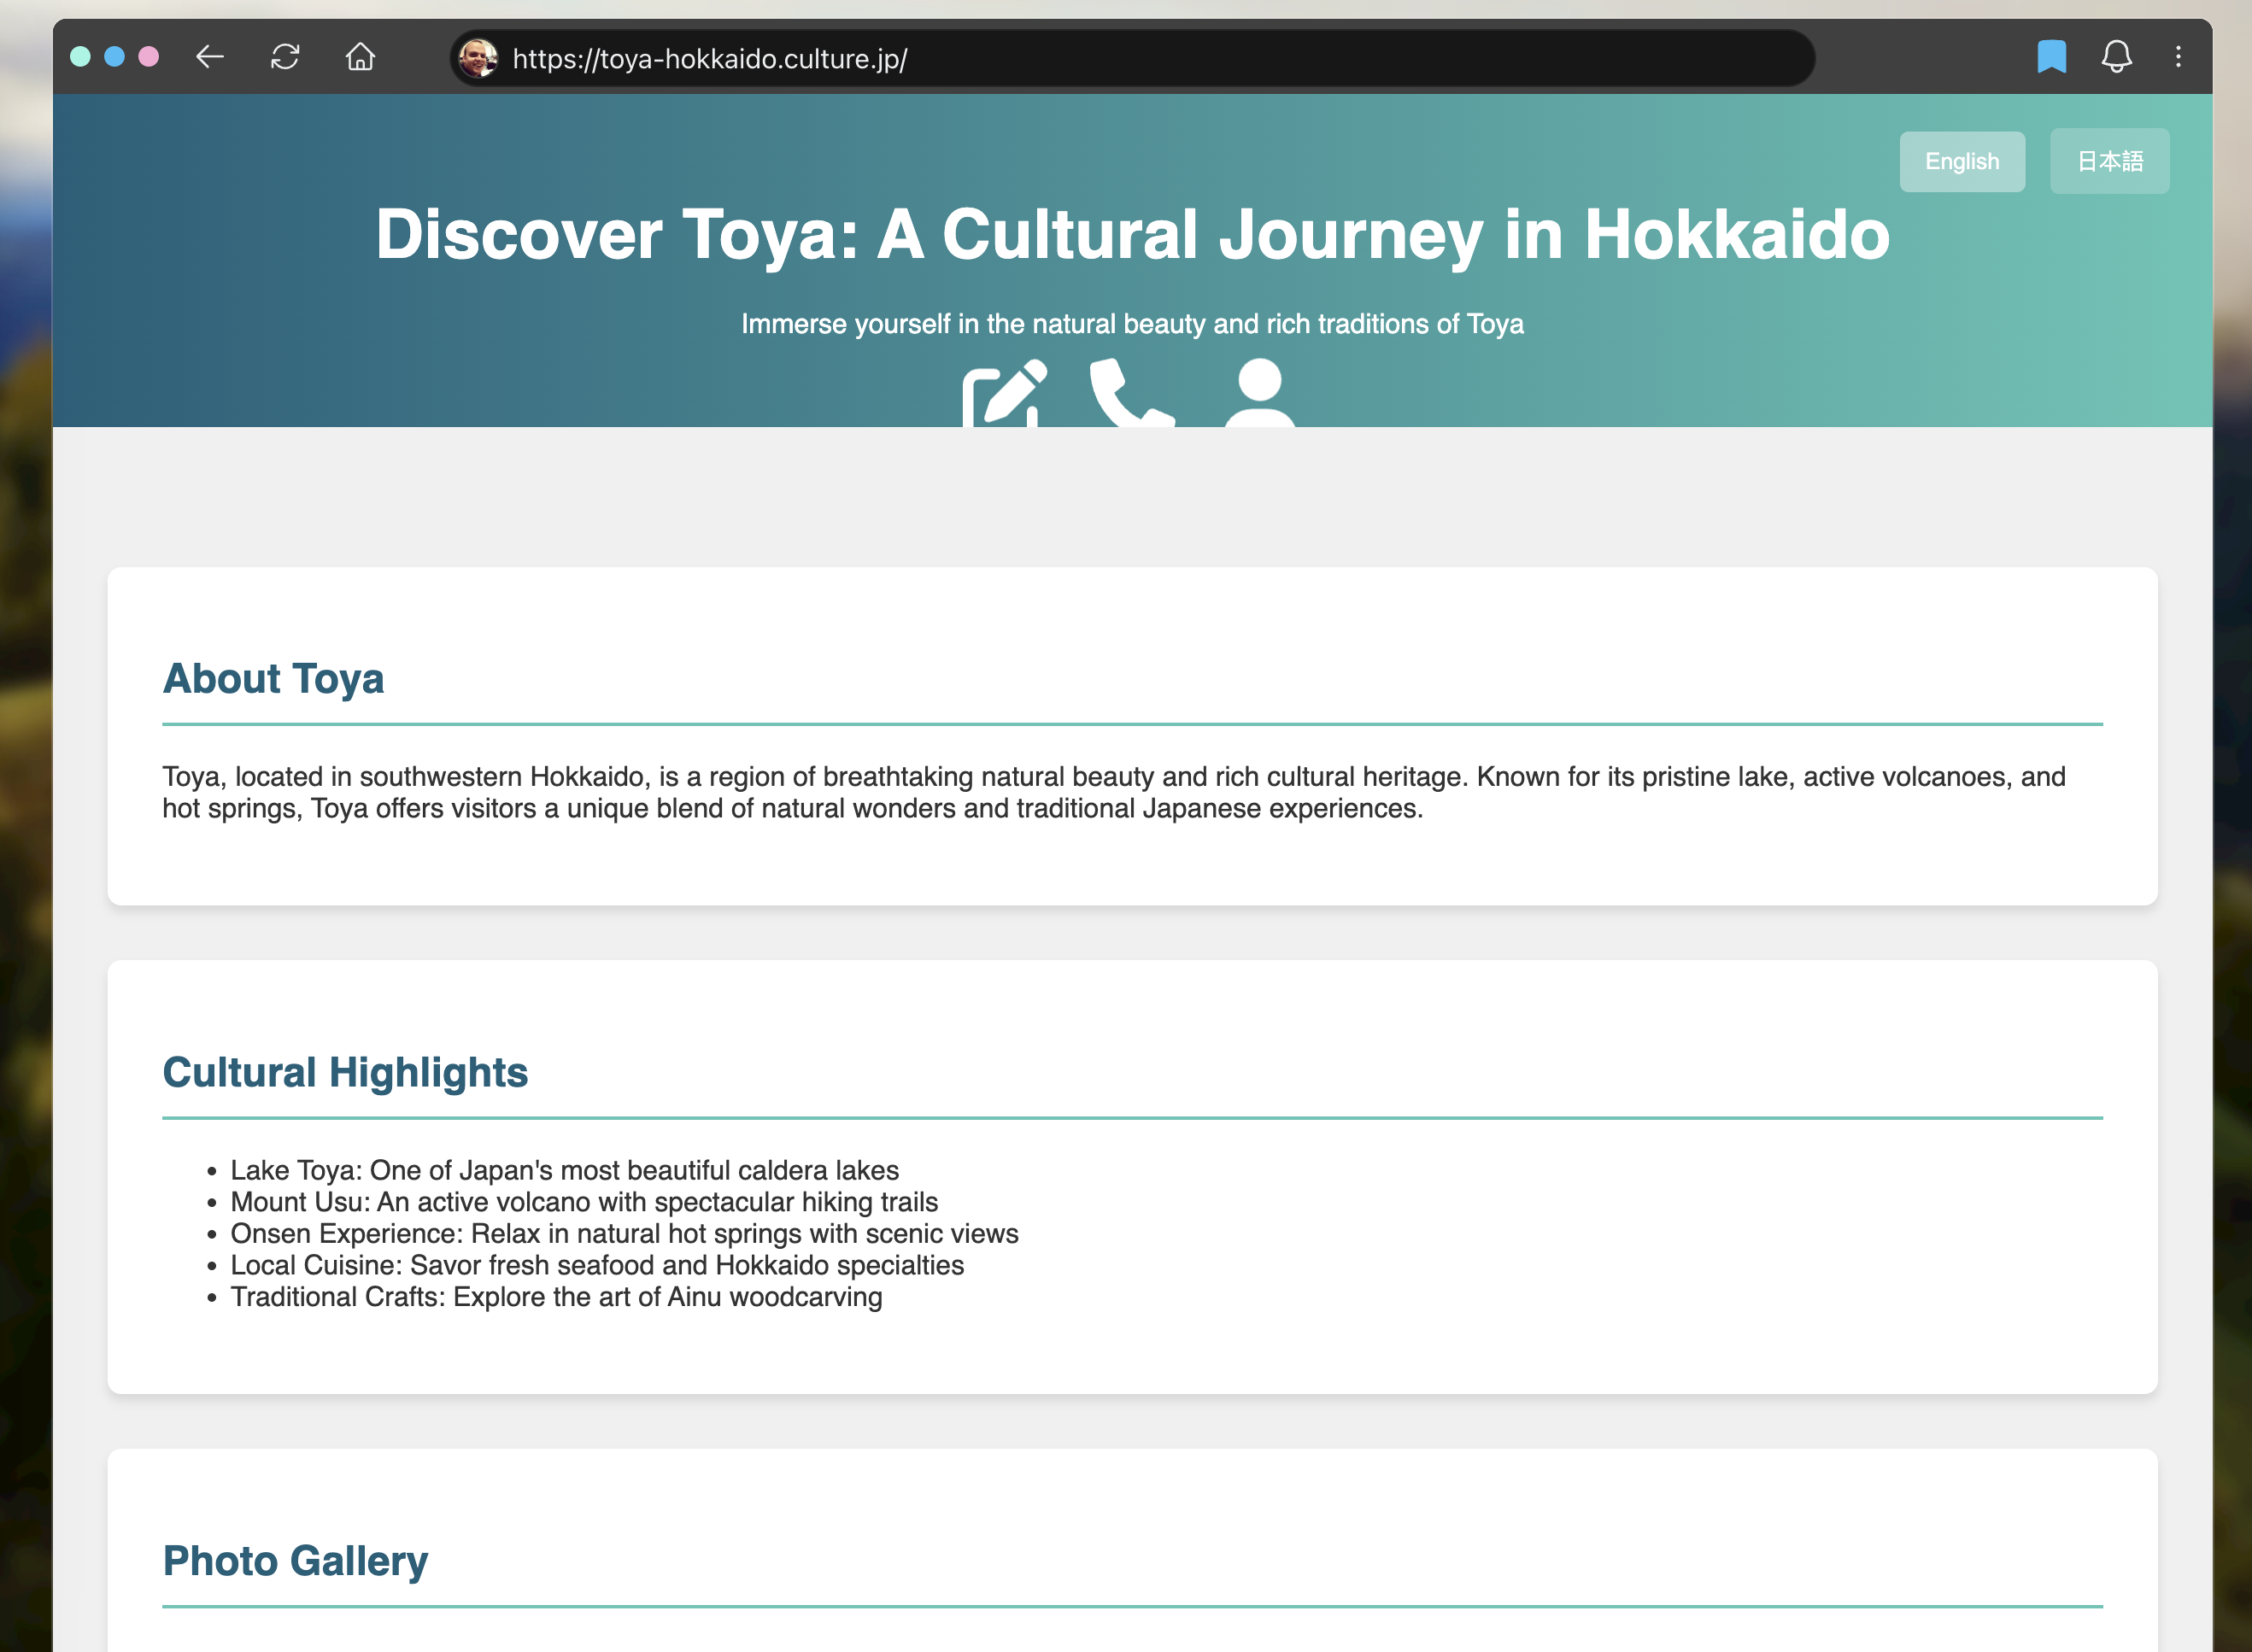 https://toya-hokkaido.culture.jp/
English
日本語
Discover Toya: A Cultural Journey in Hokkaido
Immerse yourself in the natural beauty and rich traditions of Toya
About Toya
Toya, located in southwestern Hokkaido, is a region of breathtaking natural beauty and rich cultural heritage. Known for its pristine lake, active volcanoes, and
hot springs, Toya offers visitors a unique blend of natural wonders and traditional Japanese experiences.
Cultural Highlights
• Lake Toya: One of Japan's most beautiful caldera lakes
• Mount Usu: An active volcano with spectacular hiking trails
• Onsen Experience: Relax in natural hot springs with scenic views
• Local Cuisine: Savor fresh seafood and Hokkaido specialties
• Traditional Crafts: Explore the art of Ainu woodcarving
Photo Gallery